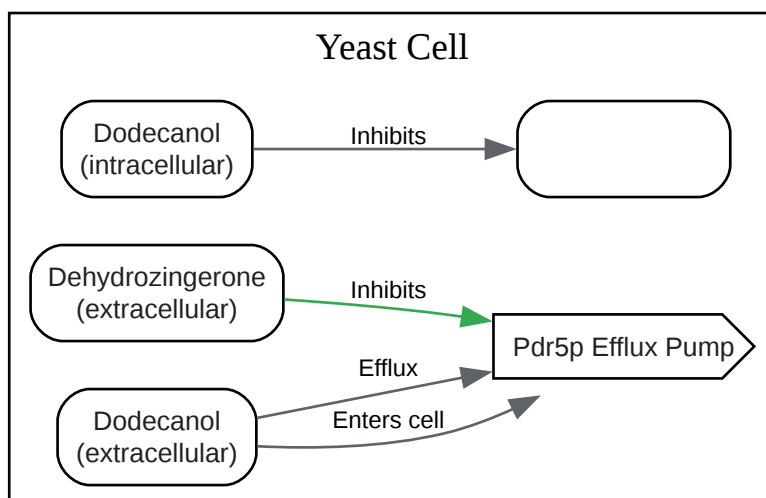 Yeast Cell
Dodecanol
(intracellular)
Inhibits
Dehydrozingerone
(extracellular)
Inhibits
Pdr5p Efflux Pump
Efflux
Enters cell
Dodecanol
(extracellular)